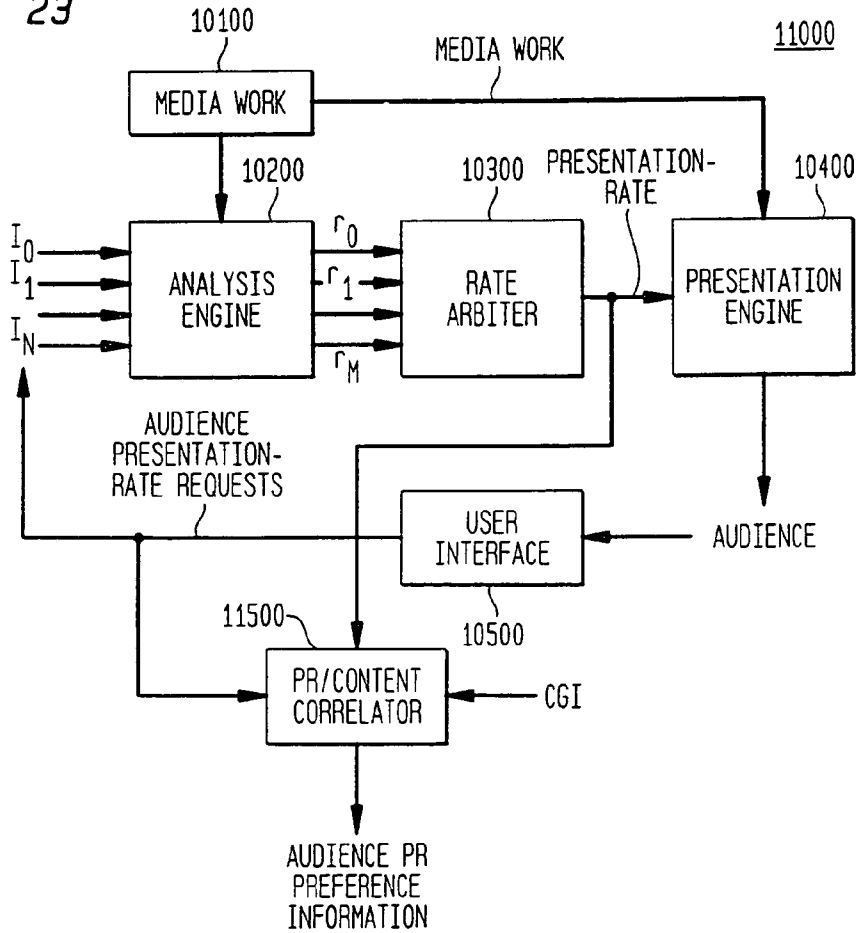 23
10100
11000
MEDIA WORK
MEDIA WORK
PRESENTATION-
RATE
10200
10300
10400
I0
I1
IN
ANALYSIS
ENGINE
r0
r1
rM
RATE
ARBITER
PRESENTATION
ENGINE
AUDIENCE
PRESENTATION-
RATE REQUESTS
USER
INTERFACE
AUDIENCE
11500
10500
PR/CONTENT
CORRELATOR
CGI
AUDIENCE PR
PREFERENCE
INFORMATION